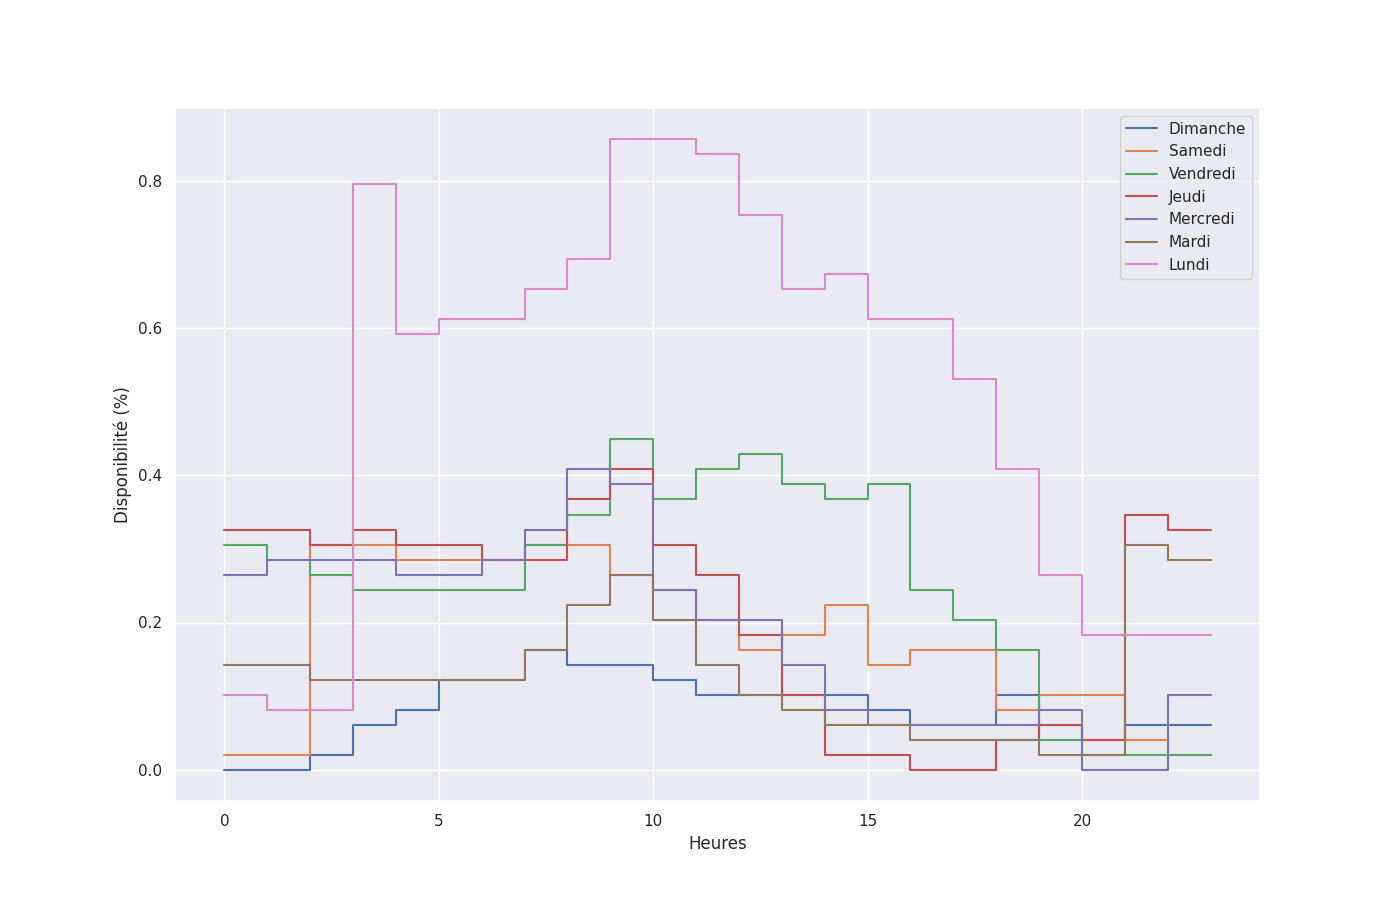 Dimanche
Samedi
Vendredi
Jeudi
Mercredi
Mardi
Lundi
0.8
0.6
0.4
0.2
0.0
Disponibilité (%)
0 5 10 15 20
Heures